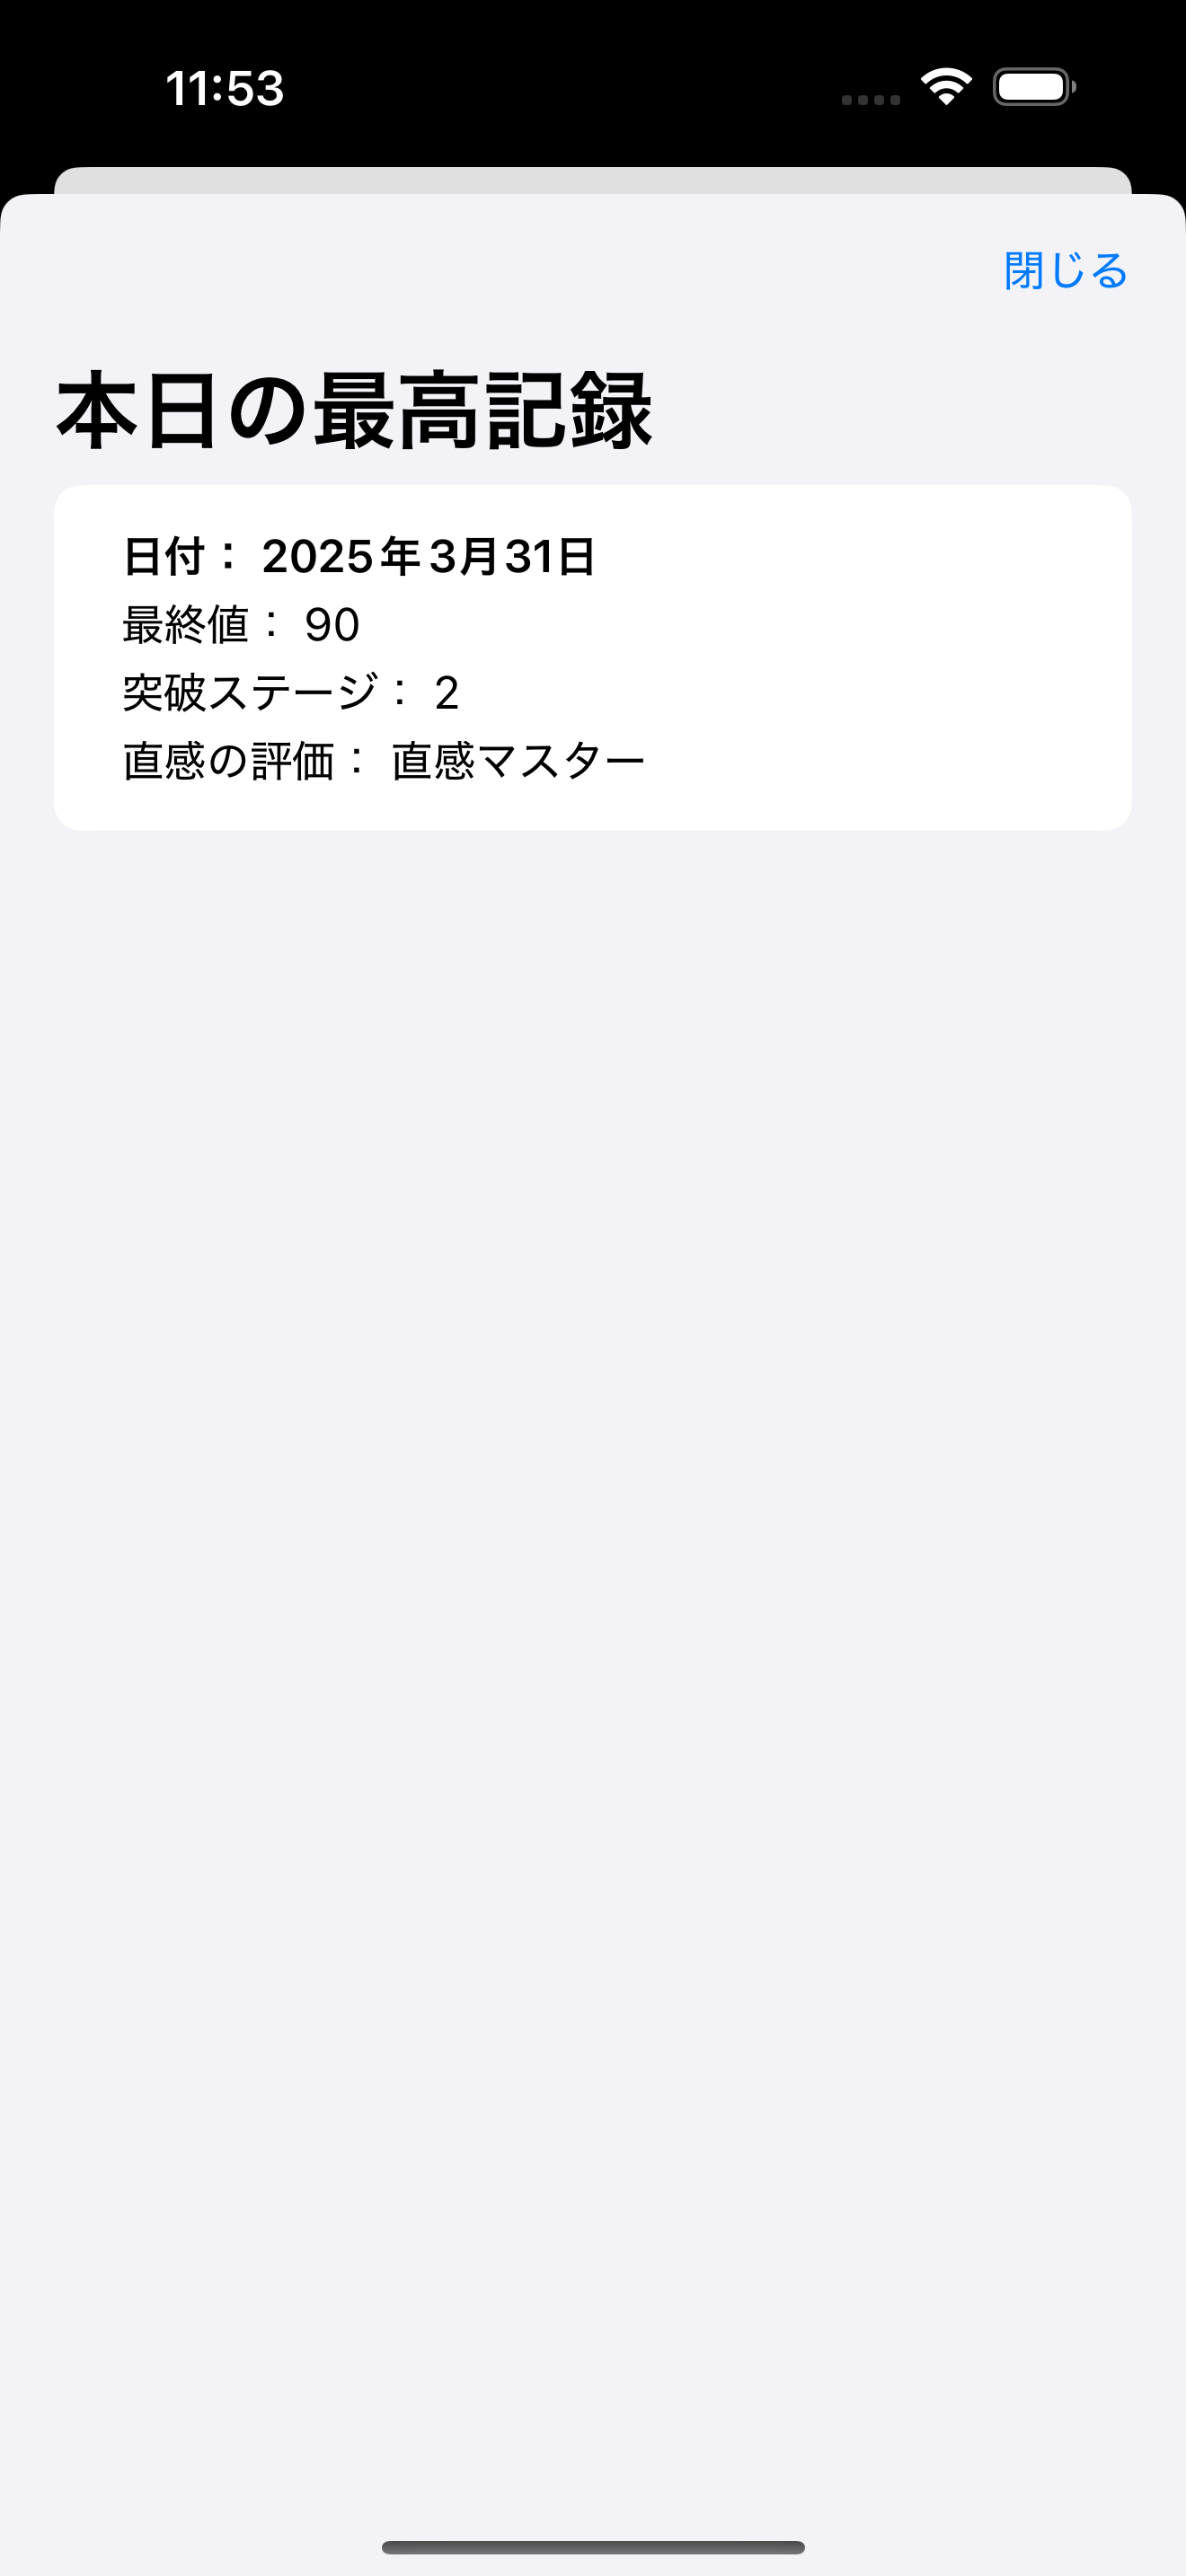 11:53
閉じる
本日の最高記録
日付： 2025年3月31日
最終値： 90
突破ステージ： 2
直感の評価： 直感マスター